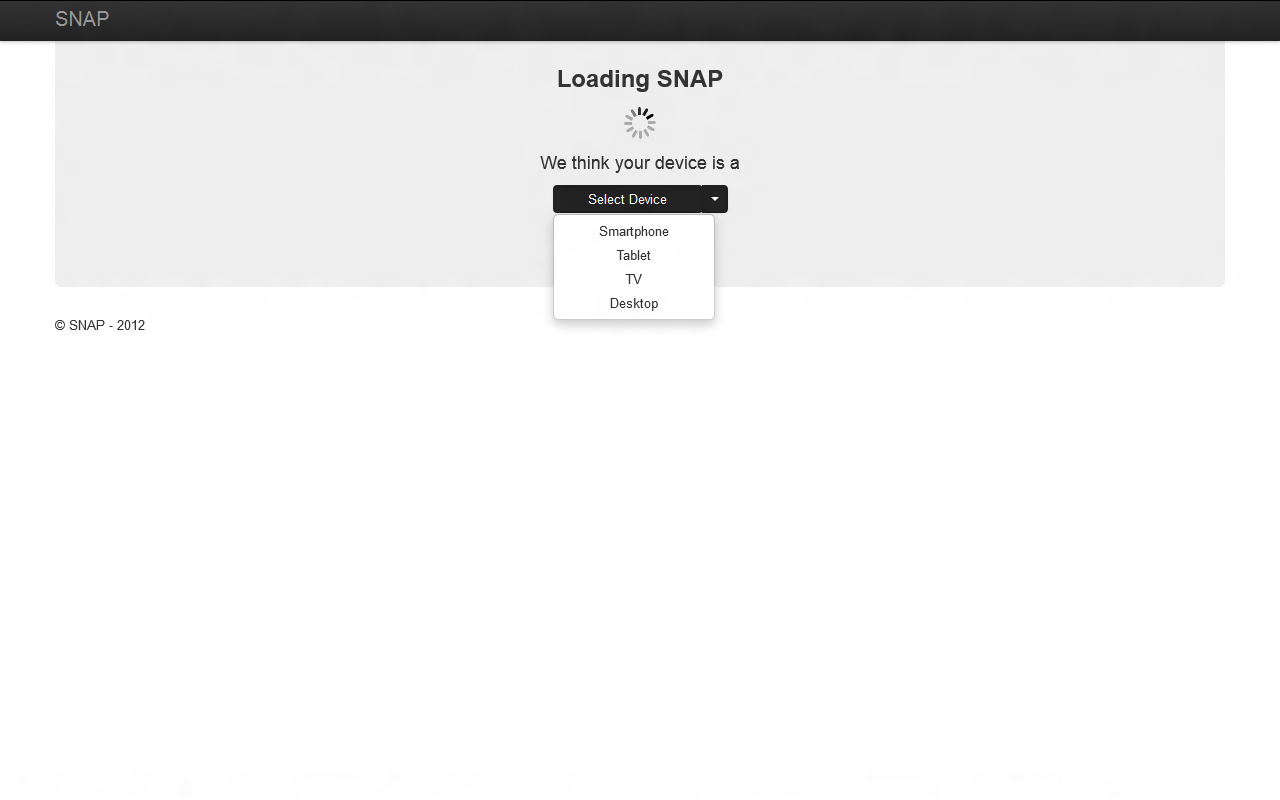 SNAP
Loading SNAP
We think your device is a
Select Device
Smartphone
Tablet
TV
Desktop
© SNAP - 2012